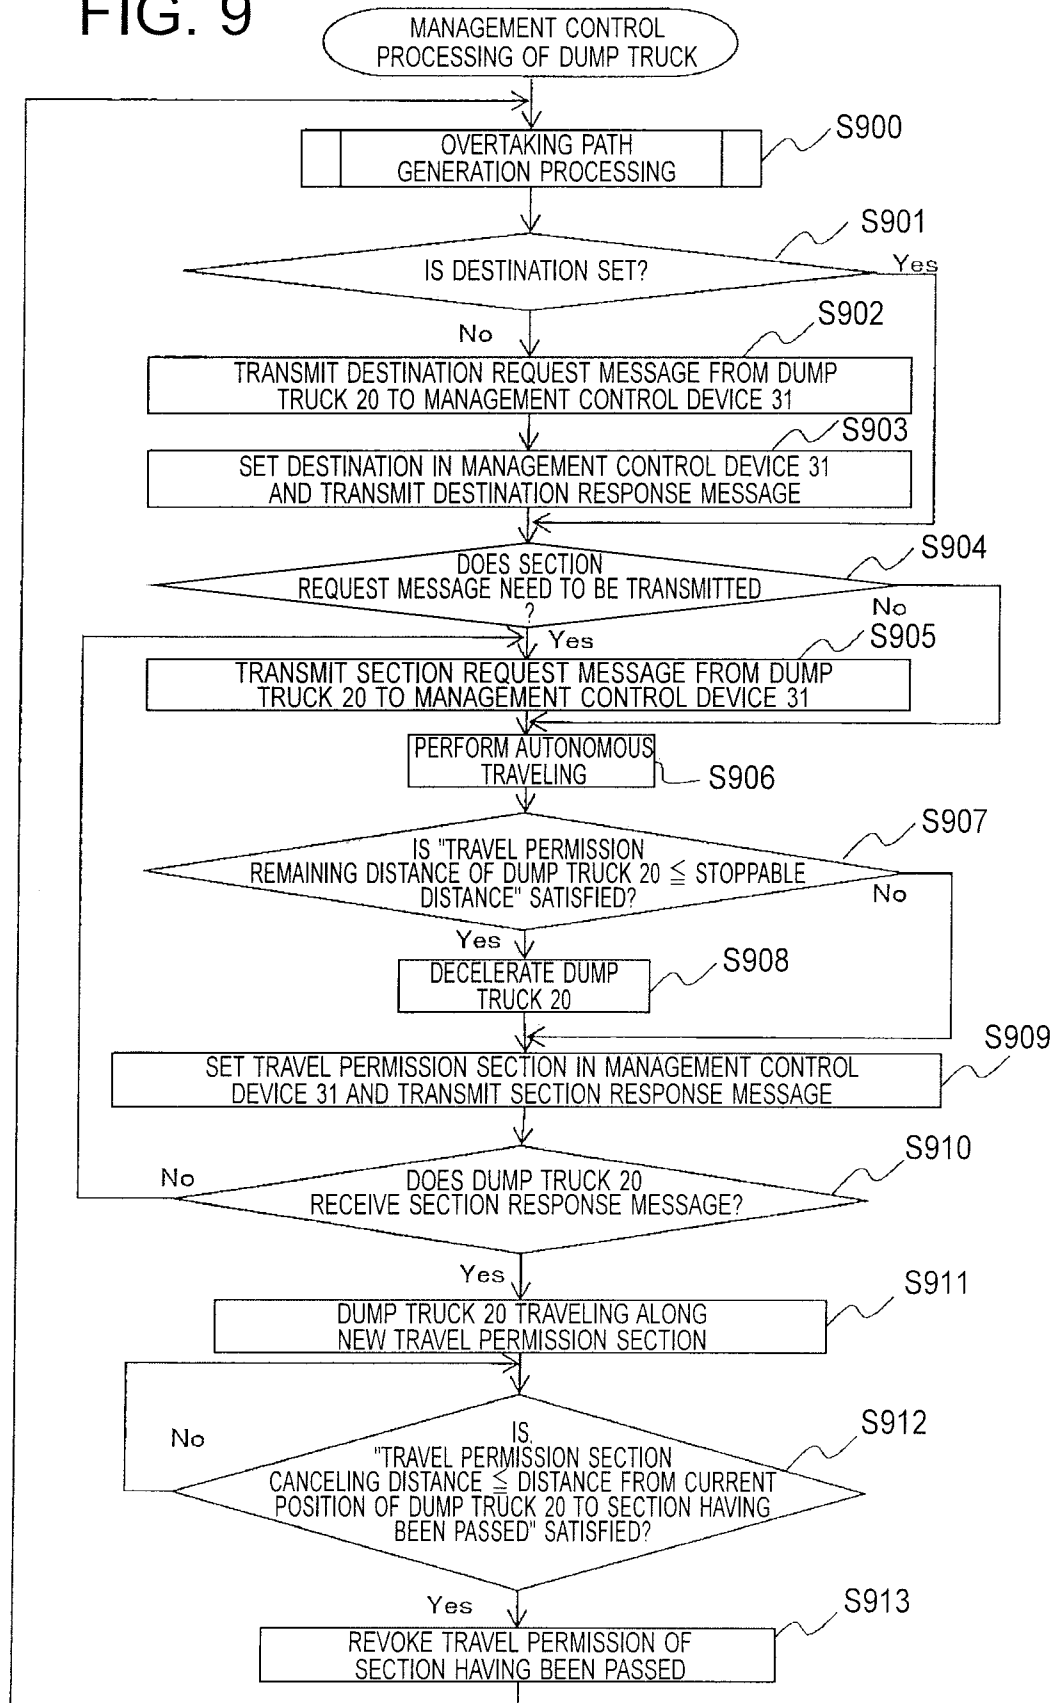 FIG. 9
MANAGEMENT CONTROL
PROCESSING OF DUMP TRUCK
S900
OVERTAKING PATH
GENERATION PROCESSING
S901
IS DESTINATION SET?
Yes
No
S902
TRANSMIT DESTINATION REQUEST MESSAGE FROM DUMP
TRUCK 20 TO MANAGEMENT CONTROL DEVICE 31
S903
SET DESTINATION IN MANAGEMENT CONTROL DEVICE 31
AND TRANSMIT DESTINATION RESPONSE MESSAGE
S904
DOES SECTION
REQUEST MESSAGE NEED TO BE TRANSMITTED
?
No
Yes
S905
TRANSMIT SECTION REQUEST MESSAGE FROM DUMP
TRUCK 20 TO MANAGEMENT CONTROL DEVICE 31
PERFORM AUTONOMOUS
TRAVELING
S906
S907
IS "TRAVEL PERMISSION
REMAINING DISTANCE OF DUMP TRUCK 20 ≦ STOPPABLE
DISTANCE" SATISFIED?
No
Yes
S908
DECELERATE DUMP
TRUCK 20
S909
SET TRAVEL PERMISSION SECTION IN MANAGEMENT CONTROL
DEVICE 31 AND TRANSMIT SECTION RESPONSE MESSAGE
S910
No
DOES DUMP TRUCK 20
RECEIVE SECTION RESPONSE MESSAGE?
Yes
S911
DUMP TRUCK 20 TRAVELING ALONG
NEW TRAVEL PERMISSION SECTION
S912
No
IS.
"TRAVEL PERMISSION SECTION
CANCELING DISTANCE ≦ DISTANCE FROM CURRENT
POSITION OF DUMP TRUCK 20 TO SECTION HAVING
BEEN PASSED" SATISFIED?
Yes
S913
REVOKE TRAVEL PERMISSION OF
SECTION HAVING BEEN PASSED